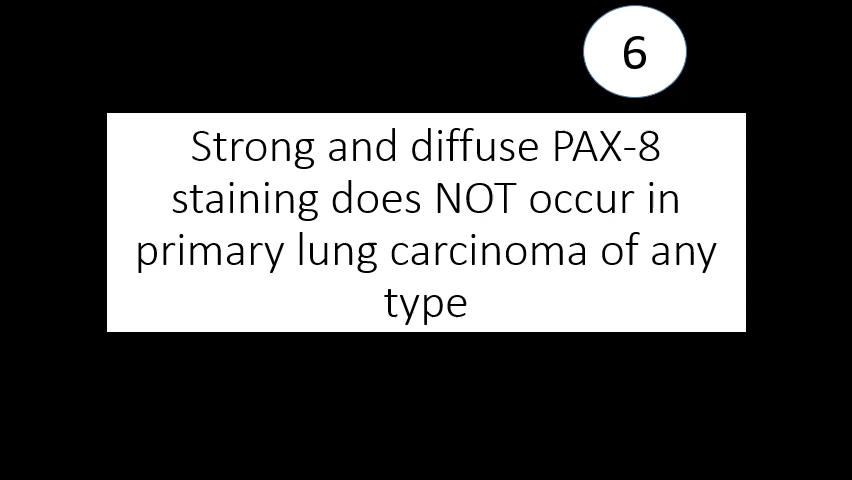 6
Strong and diffuse PAX-8
staining does NOT occur in
primary lung carcinoma of any
type